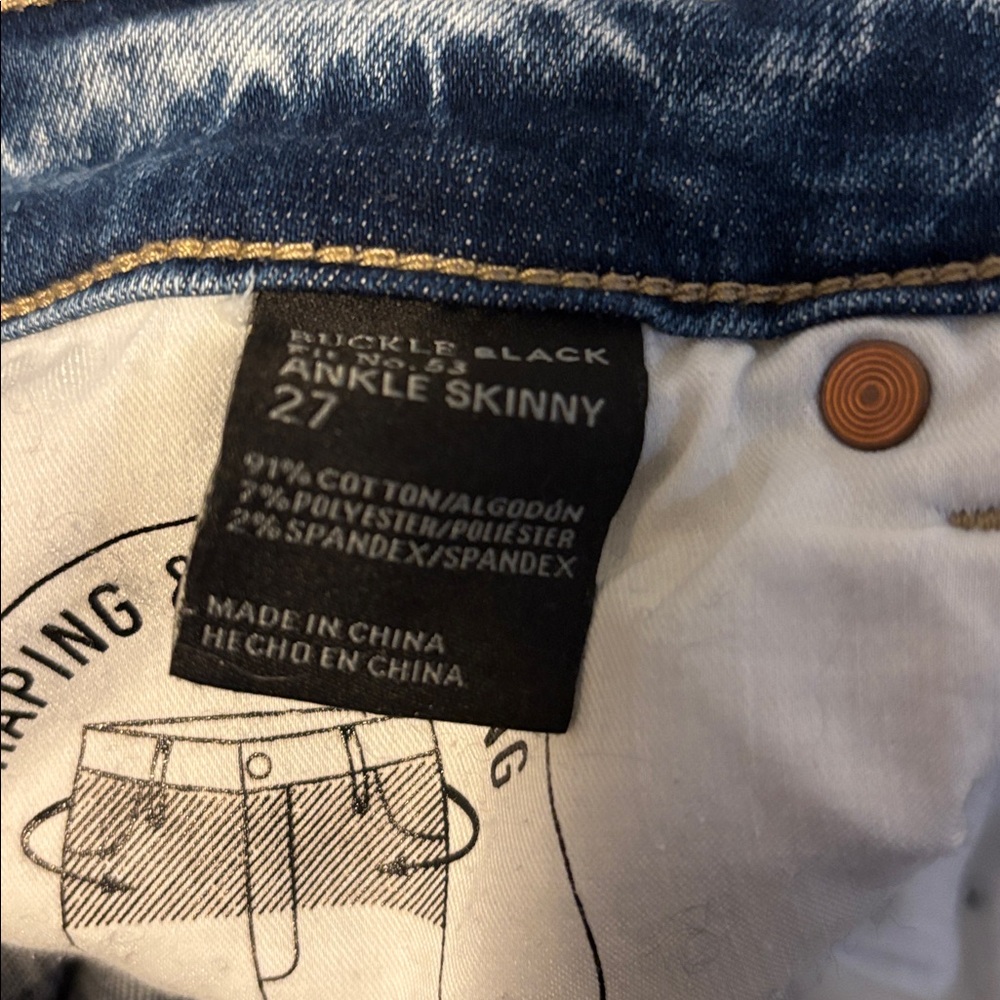 BUCKLE BLACK
FIT NO. 53
ANKLE SKINNY
27
91% COTTON/ALGODÓN
7% POLYESTER/POLIÉSTER
2% SPANDEX/SPANDEX
MADE IN CHINA
HECHO EN CHINA